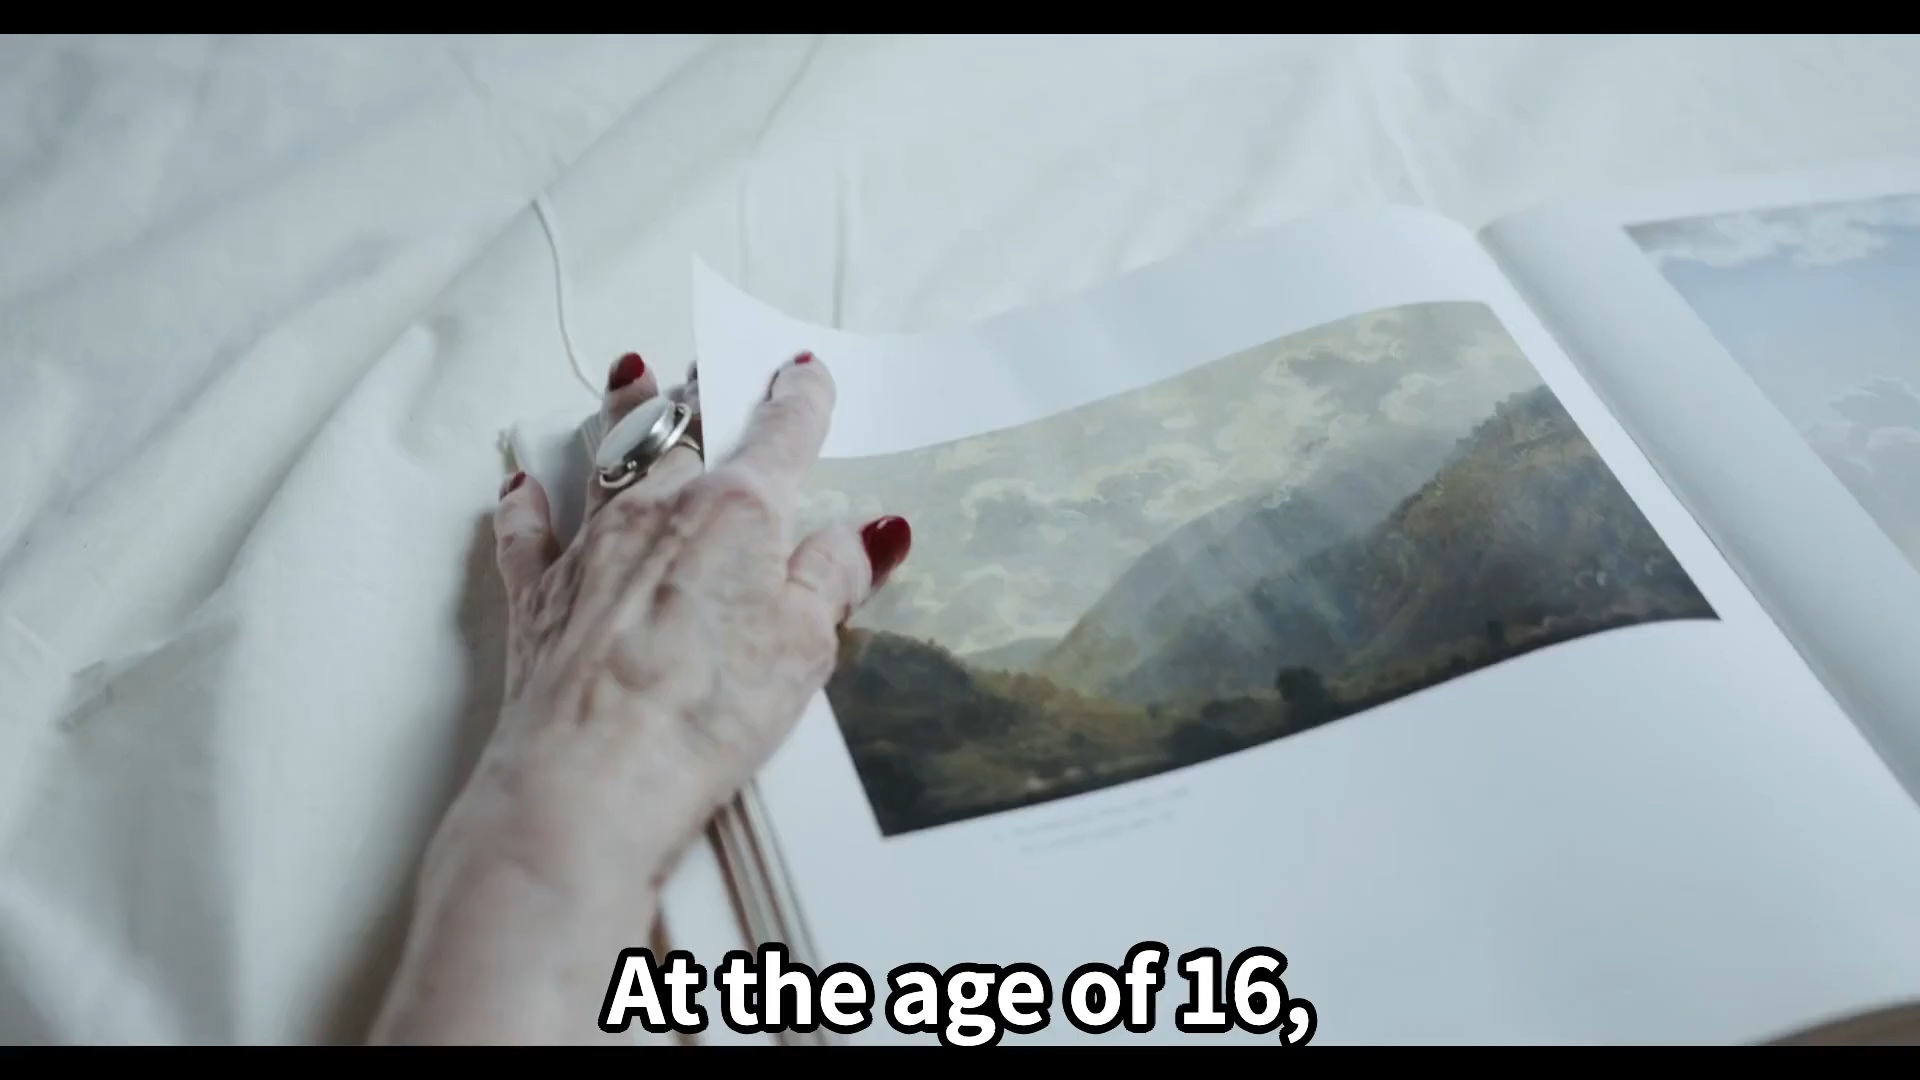 At the age of 16,